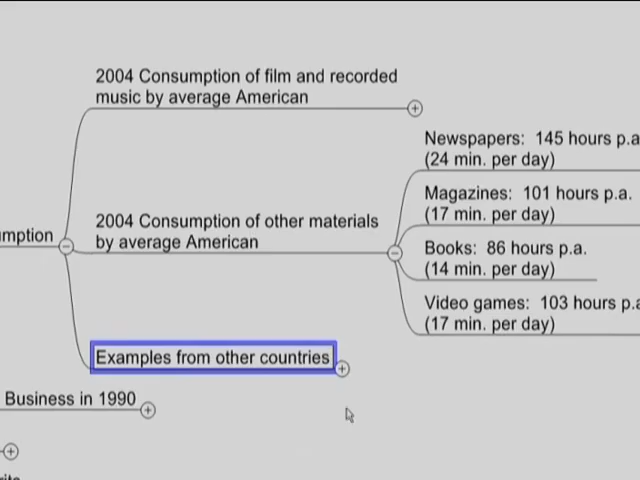 2004 Consumption of film and recorded
music by average American
Newspapers: 145 hours p.a
(24 min. per day)
Magazines: 101 hours p.a.
(17 min. per day)
umption
2004 Consumption of other materials
by average American
Books: 86 hours p.a.
(14 min. per day)
Video games: 103 hours p.a
(17 min. per day)
Examples from other countries
Business in 1990